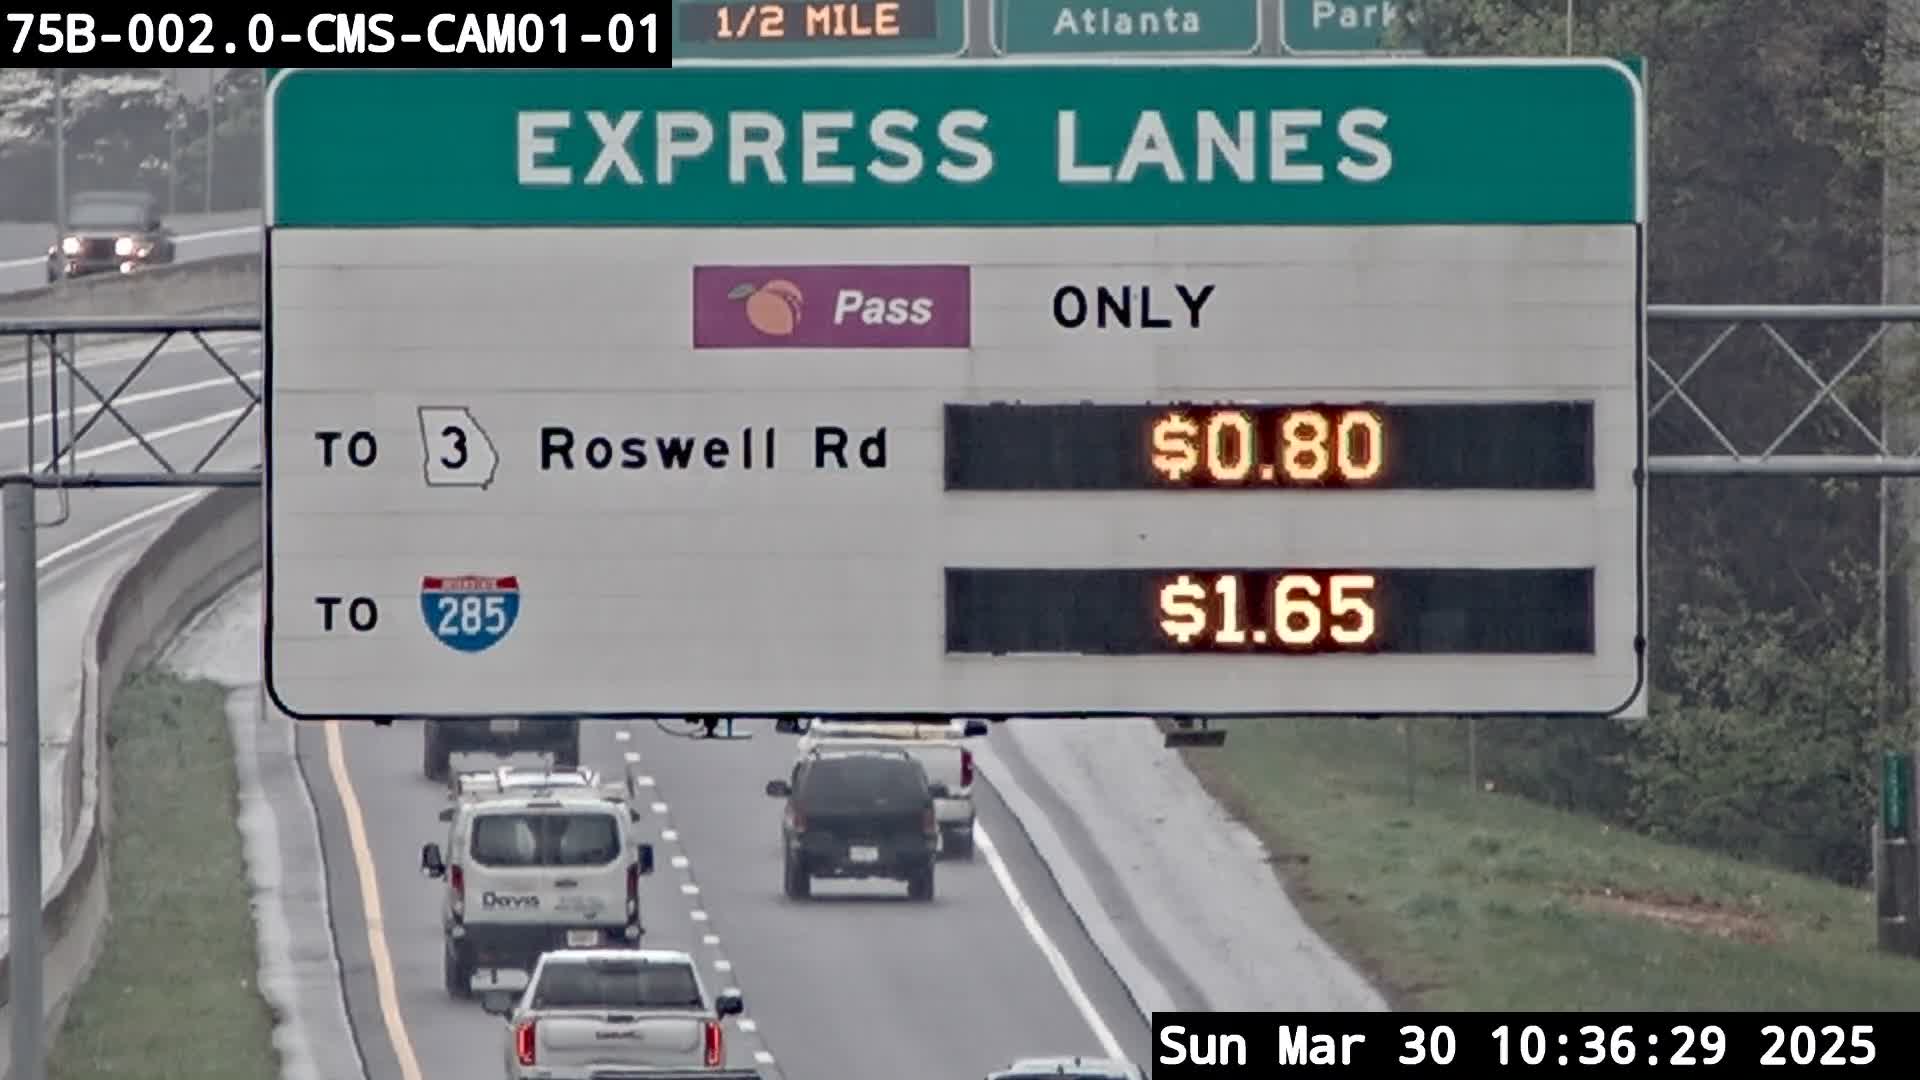 75B-002.0-CMS-CAM01-01
1/2 MILE
Atlanta
Park
EXPRESS LANES
Pass ONLY
TO 3 Roswell Rd $0.80
TO 285 $1.65
Davis
Sun Mar 30 10:36:29 2025